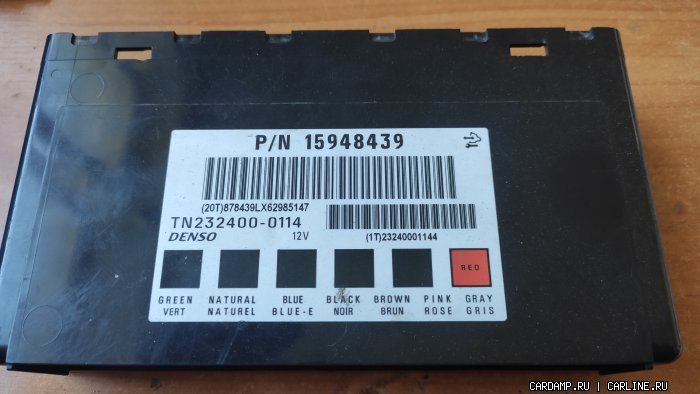 P/N 15948439
(20T)878439LX62985147
TN232400-0114
DENSO 12V
(1T)23240001144
RED
GREEN NATURAL BLUE BLACK BROWN PINK GRAY
VERT NATUREL BLUE-E NOIR BRUN ROSE GRIS
CARDAMP.RU | CARLINE.RU